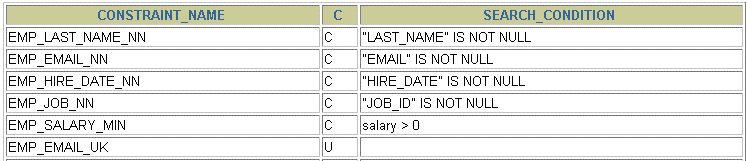 CONSTRAINT_NAME C SEARCH_CONDITION
EMP_LAST_NAME_NN C "LAST_NAME" IS NOT NULL
EMP_EMAIL_NN C "EMAIL" IS NOT NULL
EMP_HIRE_DATE_NN C "HIRE_DATE" IS NOT NULL
EMP_JOB_NN C "JOB_ID" IS NOT NULL
EMP_SALARY_MIN C salary > 0
EMP_EMAIL_UK U